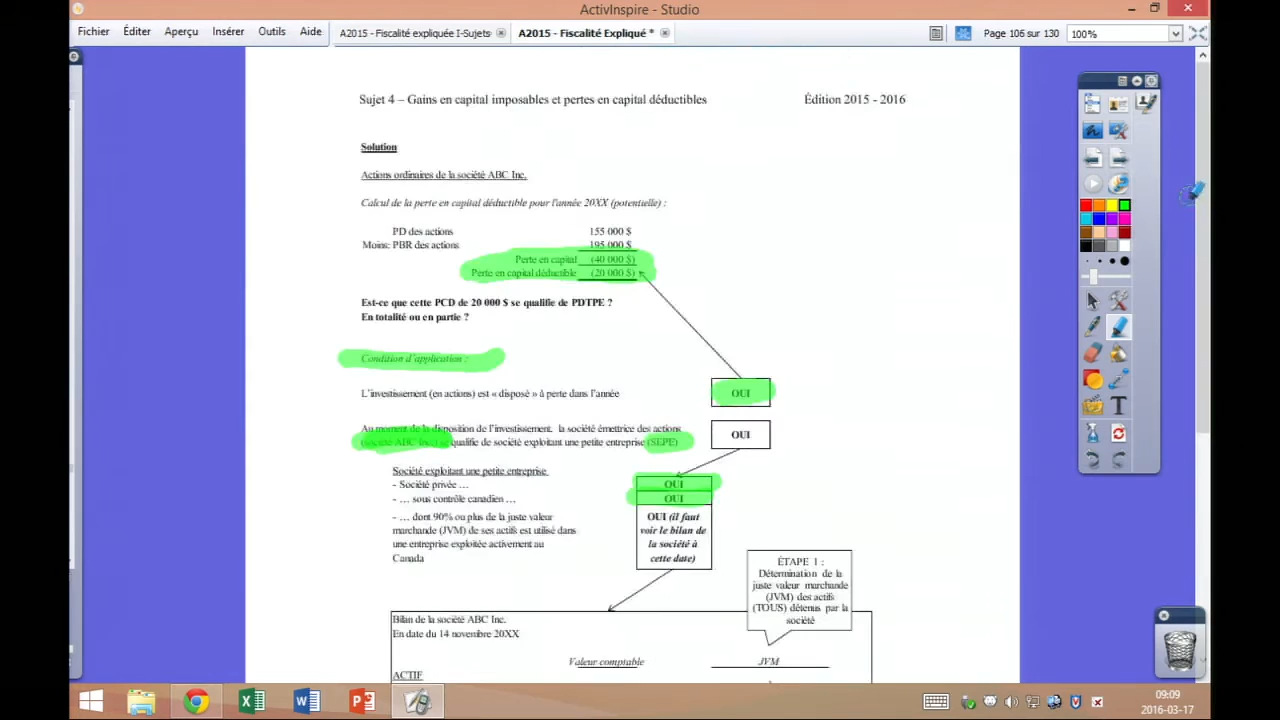 ActivInspire - Studio
Fichier Éditer Aperçu Insérer Outils Aide
A2015 - Fiscalité expliquée I-Sujets
A2015 - Fiscalité Expliqué *
Page 106 sur 130
100%
Sujet 4 – Gains en capital imposables et pertes en capital déductibles Édition 2015 - 2016
Solution
Actions ordinaires de la société ABC Inc.
Calcul de la perte en capital déductible pour l'année 20XX (potentielle) :
PD des actions 155 000 $
Moins: PBR des actions 195 000 $
Perte en capital (40 000 $)
Perte en capital déductible (20 000 $)
Est-ce que cette PCD de 20 000 $ se qualifie de PDTPE ?
En totalité ou en partie ?
Condition d'application :
L'investissement (en actions) est « disposé » à perte dans l'année OUI
Au moment de la disposition de l'investissement, la société émettrice des actions
(société ABC Inc.) se qualifie de société exploitant une petite entreprise (SEPE)
OUI
Société exploitant une petite entreprise
- Société privée … OUI
- … sous contrôle canadien … OUI
- … dont 90% ou plus de la juste valeur
marchande (JVM) de ses actifs est utilisé dans
une entreprise exploitée activement au
Canada
OUI (il faut
voir le bilan de
la société à
cette date)
ÉTAPE 1 :
Détermination de la
juste valeur marchande
(JVM) des actifs
(TOUS) détenus par la
société
Bilan de la société ABC Inc.
En date du 14 novembre 20XX
Valeur comptable JVM
ACTIF
09:09
2016-03-17